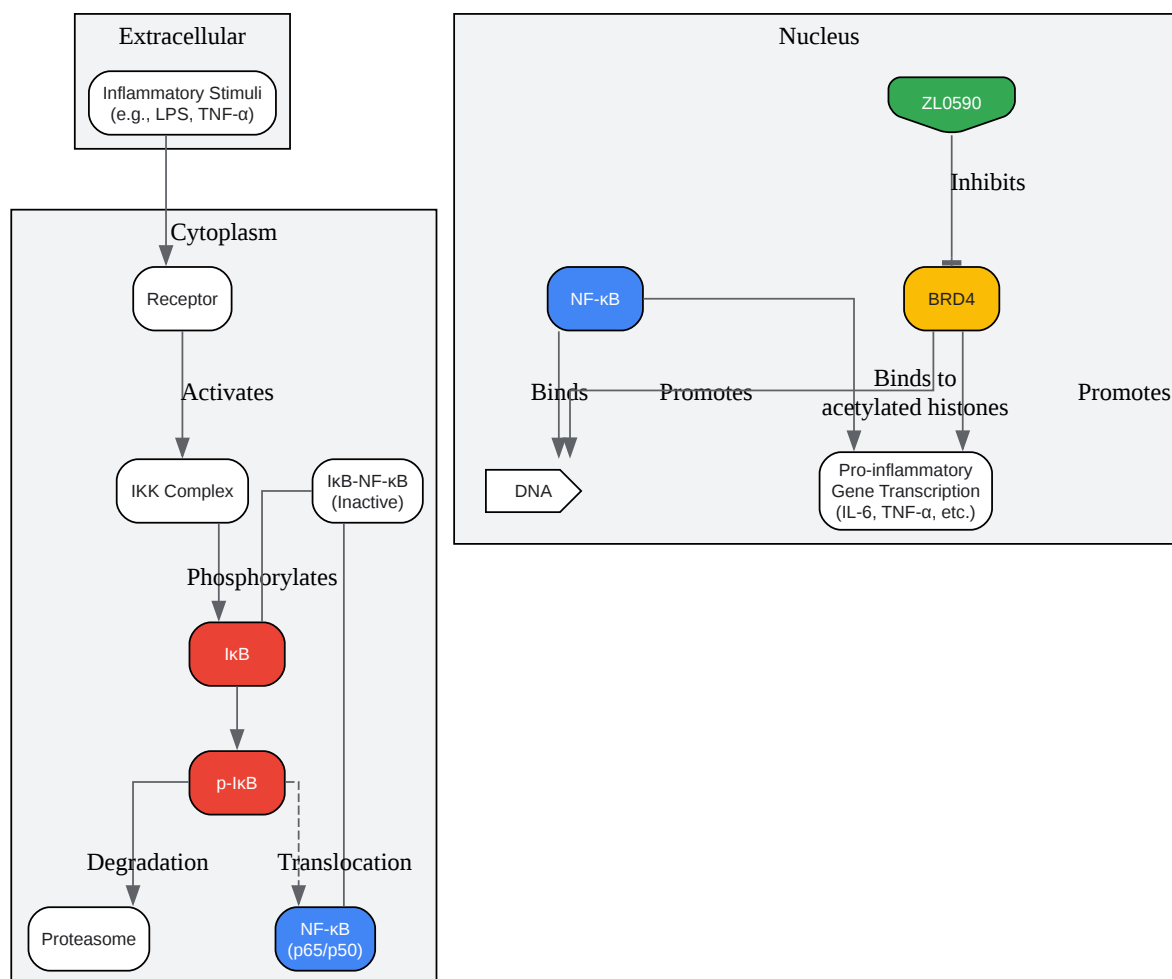 Extracellular
Inflammatory Stimuli
(e.g., LPS, TNF-α)
Cytoplasm
Receptor
Activates
IKK Complex
IκB-NF-κB
(Inactive)
Phosphorylates
IκB
p-IκB
Degradation
Translocation
Proteasome
NF-κB
(p65/p50)
Nucleus
ZL0590
Inhibits
NF-κB
BRD4
Binds
Promotes
Binds to
acetylated histones
Promotes
DNA
Pro-inflammatory
Gene Transcription
(IL-6, TNF-α, etc.)